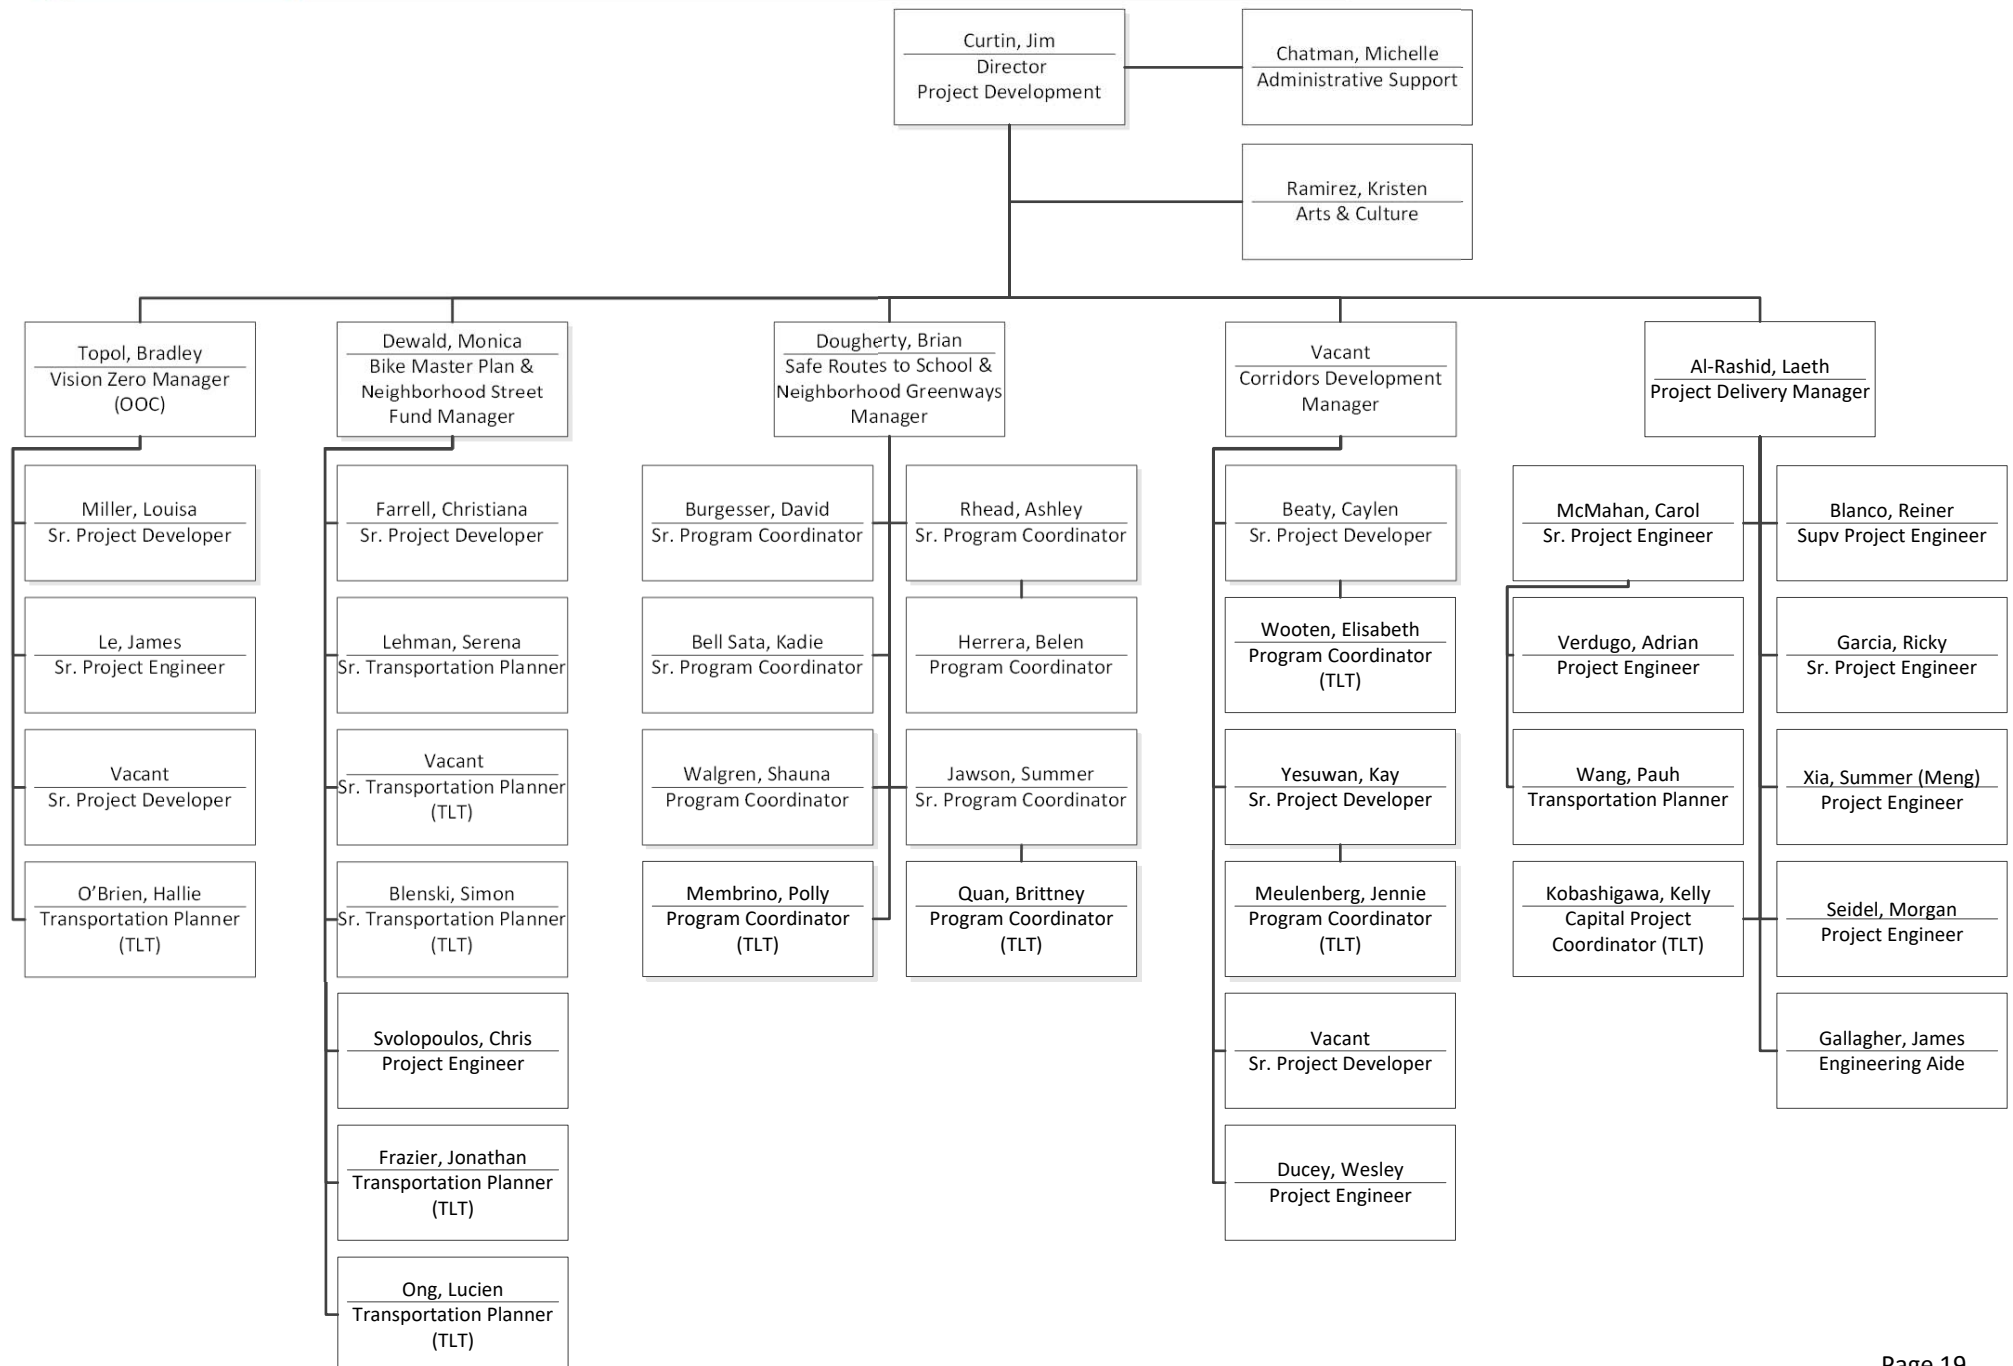 Curtin, Jim
Director
Project Development
Chatman, Michelle
Administrative Support
Ramirez, Kristen
Arts & Culture
Topol, Bradley
Vision Zero Manager
(OOC)
Dewald, Monica
Bike Master Plan &
Neighborhood Street
Fund Manager
Dougherty, Brian
Safe Routes to School &
Neighborhood Greenways
Manager
Vacant
Corridors Development
Manager
Al-Rashid, Laeth
Project Delivery Manager
Miller, Louisa
Sr. Project Developer
Le, James
Sr. Project Engineer
Vacant
Sr. Project Developer
O’Brien, Hallie
Transportation Planner
(TLT)
Farrell, Christiana
Sr. Project Developer
Lehman, Serena
Sr. Transportation Planner
Vacant
Sr. Transportation Planner
(TLT)
Blenski, Simon
Sr. Transportation Planner
(TLT)
Svolopoulos, Chris
Project Engineer
Frazier, Jonathan
Transportation Planner
(TLT)
Ong, Lucien
Transportation Planner
(TLT)
Burgesser, David
Sr. Program Coordinator
Bell Sata, Kadie
Sr. Program Coordinator
Walgren, Shauna
Program Coordinator
Membrino, Polly
Program Coordinator
(TLT)
Rhead, Ashley
Sr. Program Coordinator
Herrera, Belen
Program Coordinator
Jawson, Summer
Sr. Program Coordinator
Quan, Brittney
Program Coordinator
(TLT)
Beaty, Caylen
Sr. Project Developer
Wooten, Elisabeth
Program Coordinator
(TLT)
Yesuwan, Kay
Sr. Project Developer
Meulenberg, Jennie
Program Coordinator
(TLT)
Vacant
Sr. Project Developer
Ducey, Wesley
Project Engineer
McMahan, Carol
Sr. Project Engineer
Verdugo, Adrian
Project Engineer
Wang, Pauh
Transportation Planner
Kobashigawa, Kelly
Capital Project
Coordinator (TLT)
Blanco, Reiner
Supv Project Engineer
Garcia, Ricky
Sr. Project Engineer
Xia, Summer (Meng)
Project Engineer
Seidel, Morgan
Project Engineer
Gallagher, James
Engineering Aide
Page 19